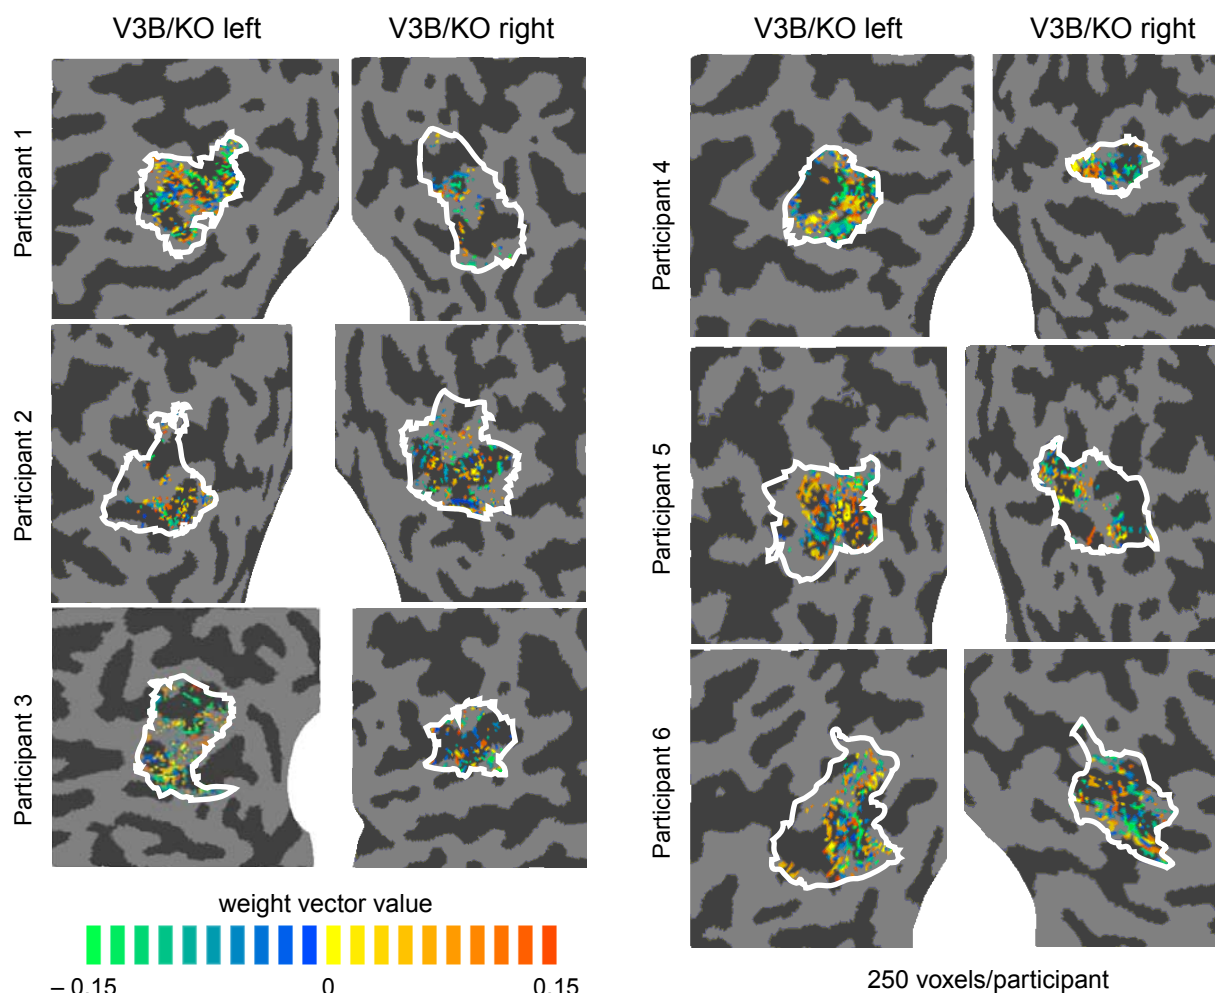 V3B/KO left
V3B/KO right
Participant 1
Participant 2
Participant 3
weight vector value
– 0.15
0
0.15
V3B/KO left
V3B/KO right
Participant 4
Participant 5
Participant 6
250 voxels/participant